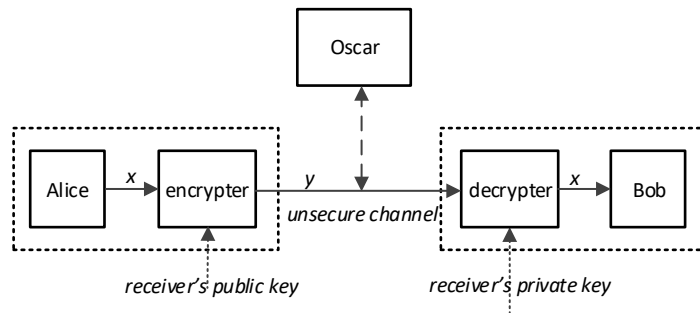 Oscar
Alice
x
encrypter
y
unsecure channel
decrypter
x
Bob
receiver's public key
receiver's private key